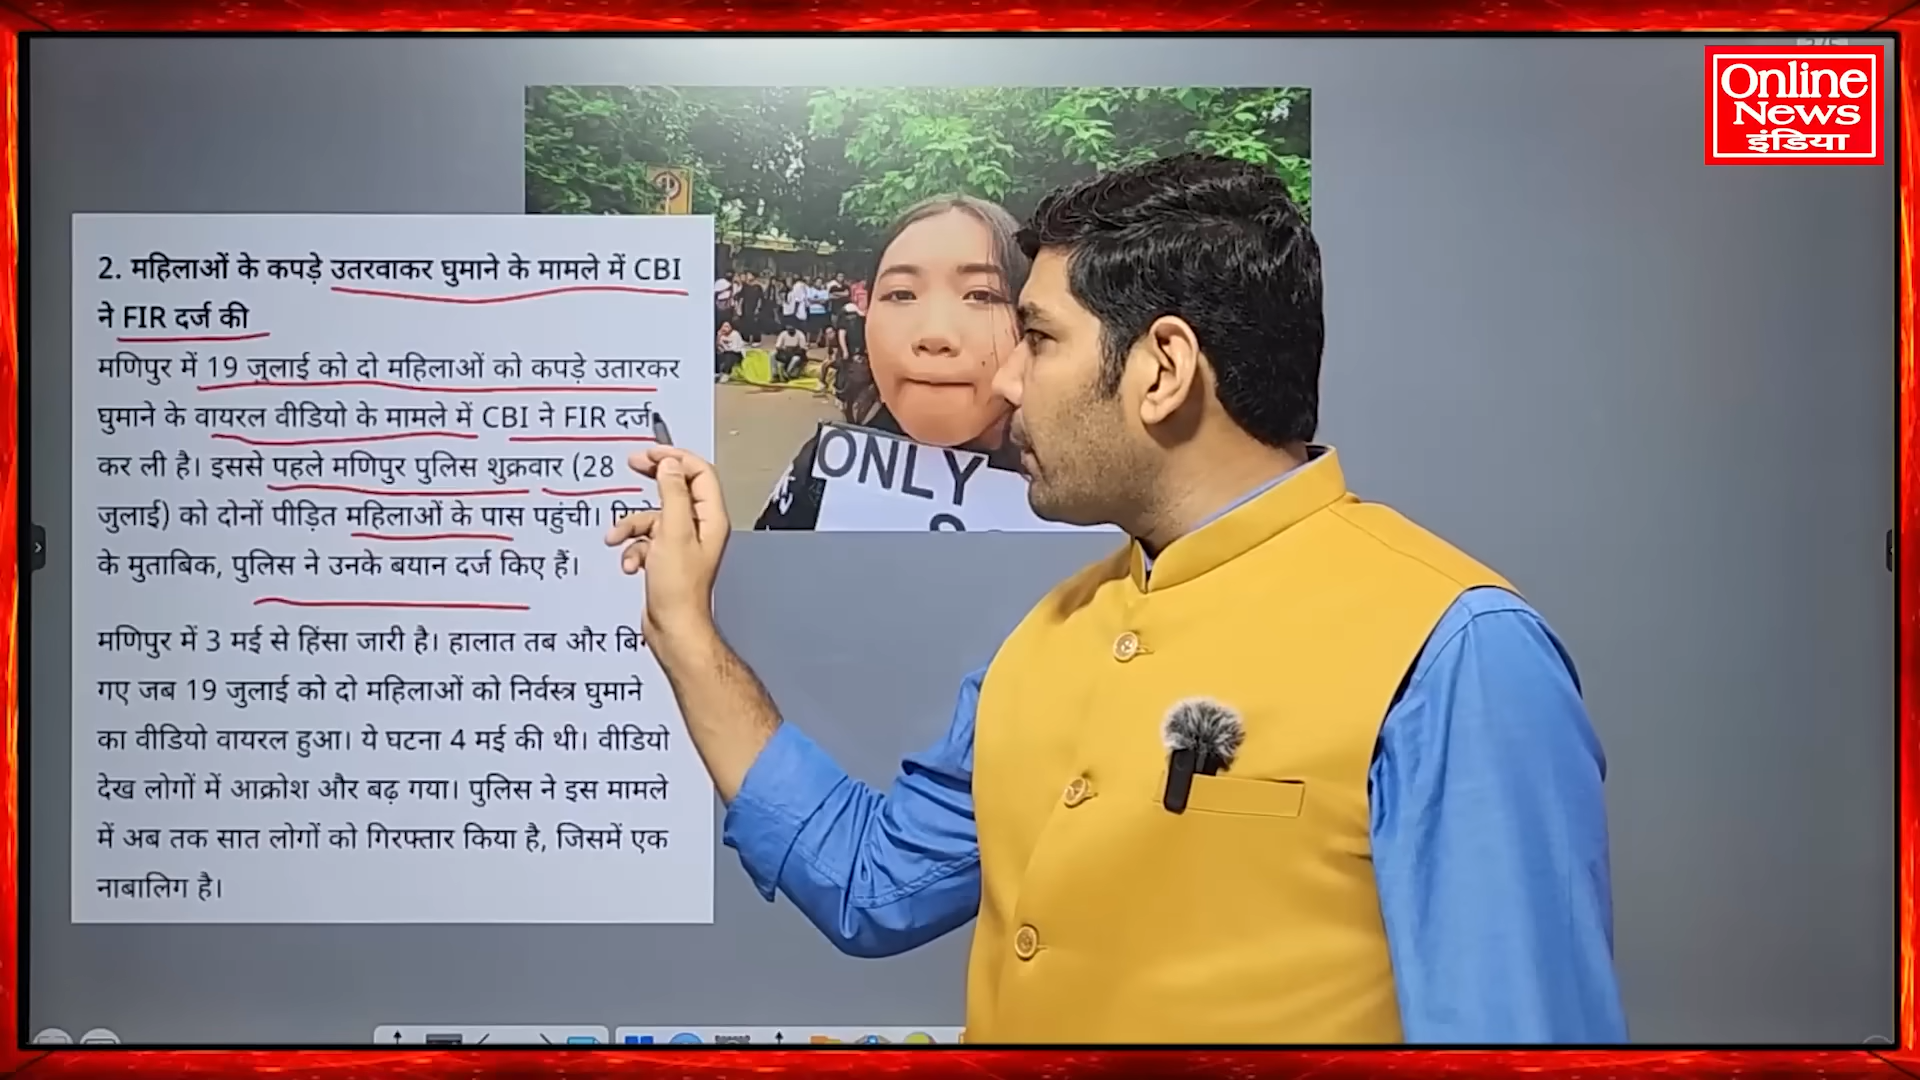 Online
News
इंडिया
2. महिलाओं के कपड़े उतरवाकर घुमाने के मामले में CBI
ने FIR दर्ज की
मणिपुर में 19 जुलाई को दो महिलाओं को कपड़े उतारकर
घुमाने के वायरल वीडियो के मामले में CBI ने FIR दर्ज
कर ली है। इससे पहले मणिपुर पुलिस शुक्रवार (28
जुलाई) को दोनों पीड़ित महिलाओं के पास पहुंची।
के मुताबिक, पुलिस ने उनके बयान दर्ज किए हैं।
मणिपुर में 3 मई से हिंसा जारी है। हालात तब और
गए जब 19 जुलाई को दो महिलाओं को निर्वस्त्र घुमाने
का वीडियो वायरल हुआ। ये घटना 4 मई की थी। वीडियो
देख लोगों में आक्रोश और बढ़ गया। पुलिस ने इस मामले
में अब तक सात लोगों को गिरफ्तार किया है, जिसमें एक
नाबालिग है।
ONLY